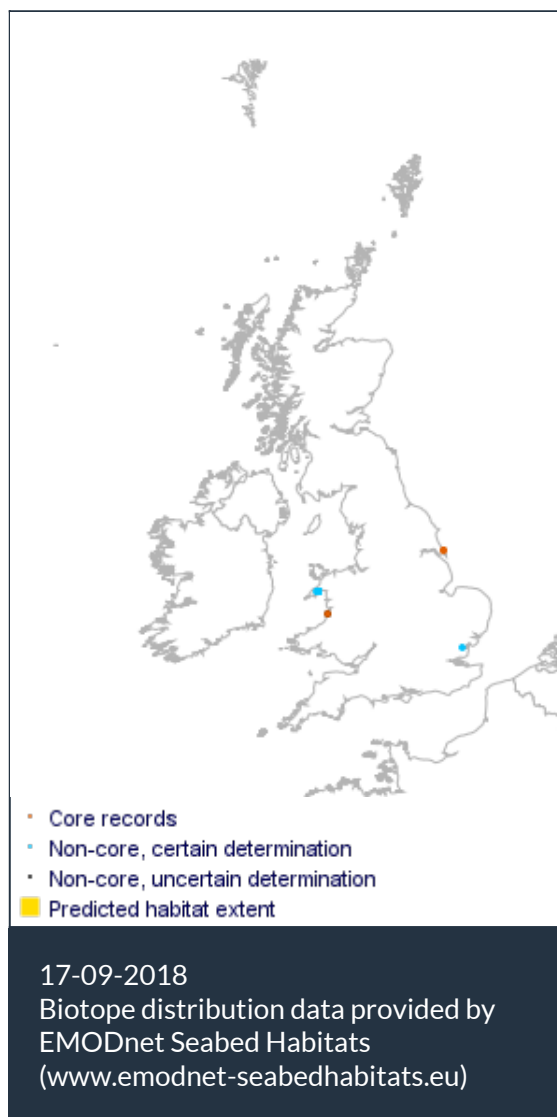 Core records
Non-core, certain determination
Non-core, uncertain determination
Predicted habitat extent
17-09-2018
Biotope distribution data provided by
EMODnet Seabed Habitats
(www.emodnet-seabedhabitats.eu)